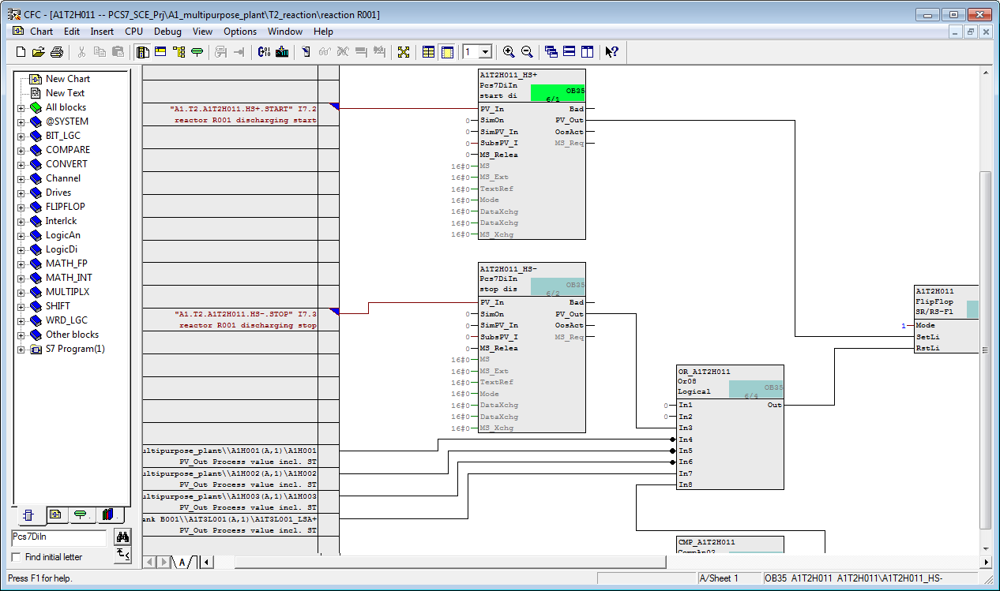 CFC - [A1T2H011 -- PCS7_SCE_Prj\A1_multipurpose_plant\T2_reaction\reaction R001]
Chart Edit Insert CPU Debug View Options Window Help
1
New Chart
New Text
All blocks
@SYSTEM
BIT_LGC
COMPARE
CONVERT
Channel
Drives
FLIPFLOP
Interlck
LogicAn
LogicDi
MATH_FP
MATH_INT
MULTIPLX
SHIFT
WRD_LGC
Other blocks
S7 Program(1)
Pcs7DiIn
Find initial letter
"A1.T2.A1T2H011.HS+.START" I7.2
reactor R001 discharging start
"A1.T2.A1T2H011.HS-.STOP" I7.3
reactor R001 discharging stop
ultipurpose_plant\\A1H001(A,1)\A1H001
PV_Out Process value incl. ST
ultipurpose_plant\\A1H002(A,1)\A1H002
PV_Out Process value incl. ST
ultipurpose_plant\\A1H003(A,1)\A1H003
PV_Out Process value incl. ST
ank B001\\A1T3L001(A,1)\A1T3L001_LSA+
PV_Out Process value incl. ST
A1T2H011_HS+
Pcs7DiIn
start di
OB35
6/1
PV_In Bad
0 SimOn PV_Out
0 SimPV_In OosAct
0 SubsPV_I MS_Req
0 MS_Relea
16#0 MS
16#0 MS_Ext
16#0 TextRef
16#0 Mode
16#0 DataXchg
16#0 DataXchg
16#0 MS_Xchg
A1T2H011_HS-
Pcs7DiIn
stop dis
OB35
6/2
PV_In Bad
0 SimOn PV_Out
0 SimPV_In OosAct
0 SubsPV_I MS_Req
0 MS_Relea
16#0 MS
16#0 MS_Ext
16#0 TextRef
16#0 Mode
16#0 DataXchg
16#0 DataXchg
16#0 MS_Xchg
OR_A1T2H011
Or08
Logical
OB35
6/4
0 In1 Out
0 In2
In3
In4
In5
In6
In7
In8
A1T2H011
FlipFlop
SR/RS-Fl
1 Mode
SetLi
RstLi
CMP_A1T2H011
CompAn02
A
Press F1 for help.
A/Sheet 1
OB35 A1T2H011 A1T2H011\A1T2H011_HS-